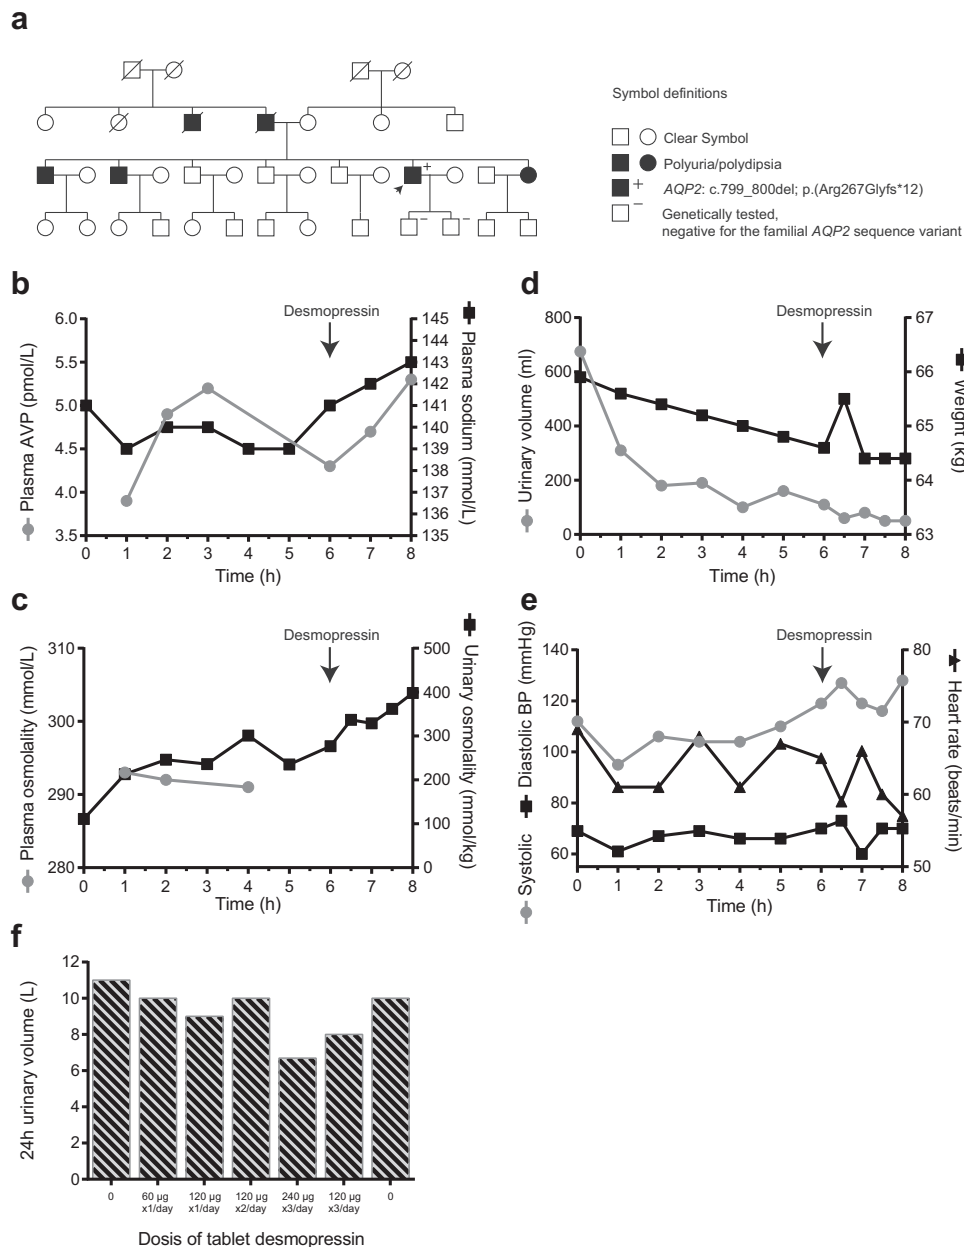 a
Symbol definitions
Clear Symbol
Polyuria/polydipsia
+ AQP2: c.799_800del; p.(Arg267Glyfs*12)
− Genetically tested,
negative for the familial AQP2 sequence variant
+
−
−
b
Desmopressin
Plasma AVP (pmol/L)
6.0
5.5
5.0
4.5
4.0
3.5
145
144
143
142
141
140
139
138
137
136
135
Plasma sodium (mmol/L)
0 1 2 3 4 5 6 7 8
Time (h)
d
Desmopressin
Urinary volume (ml)
800
600
400
200
0
67
66
65
64
63
Weight (kg)
0 1 2 3 4 5 6 7 8
Time (h)
c
Desmopressin
Plasma osmolality (mmol/L)
310
300
290
280
500
400
300
200
100
0
Urinary osmolality (mmol/kg)
0 1 2 3 4 5 6 7 8
Time (h)
e
Desmopressin
Systolic Diastolic BP (mmHg)
140
120
100
80
60
80
70
60
50
Heart rate (beats/min)
0 1 2 3 4 5 6 7 8
Time (h)
f
24h urinary volume (L)
12
10
8
6
4
2
0
0 60 µg 120 µg 120 µg 240 µg 120 µg 0
x1/day x1/day x2/day x3/day x3/day
Dosis of tablet desmopressin